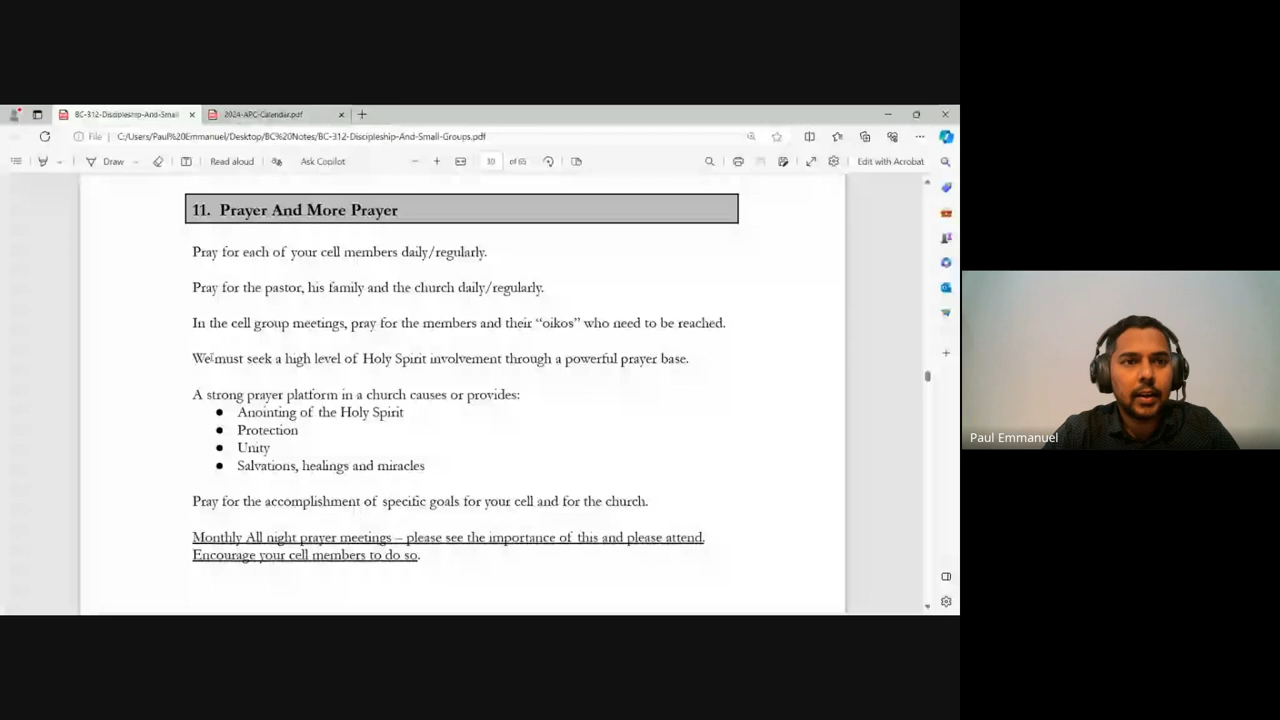 BC-312-Discipleship-And-Small
2024-APC-Calendar.pdf
File
C:/Users/Paul%20Emmanuel/Desktop/BC%20Notes/BC-312-Discipleship-And-Small-Groups.pdf
Draw
Read aloud
Ask Copilot
10 of 65
Edit with Acrobat
11. Prayer And More Prayer
Pray for each of your cell members daily/regularly.
Pray for the pastor, his family and the church daily/regularly.
In the cell group meetings, pray for the members and their “oikos” who need to be reached.
We must seek a high level of Holy Spirit involvement through a powerful prayer base.
A strong prayer platform in a church causes or provides:
● Anointing of the Holy Spirit
● Protection
● Unity
● Salvations, healings and miracles
Pray for the accomplishment of specific goals for your cell and for the church.
Monthly All night prayer meetings – please see the importance of this and please attend.
Encourage your cell members to do so.
Paul Emmanuel